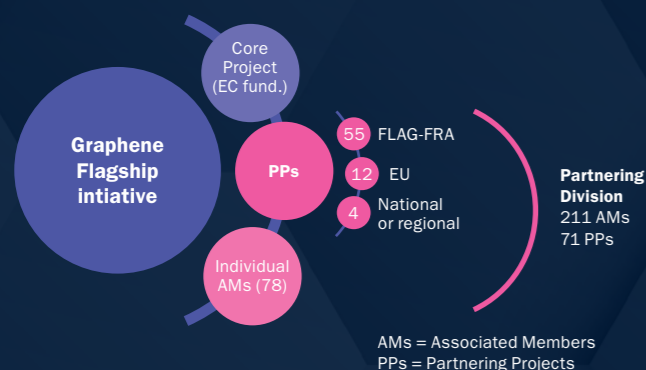 Graphene
Flagship
intiative
Core
Project
(EC fund.)
PPs
Individual
AMs (78)
55 FLAG-FRA
12 EU
4 National
or regional
Partnering
Division
211 AMs
71 PPs
AMs = Associated Members
PPs = Partnering Projects